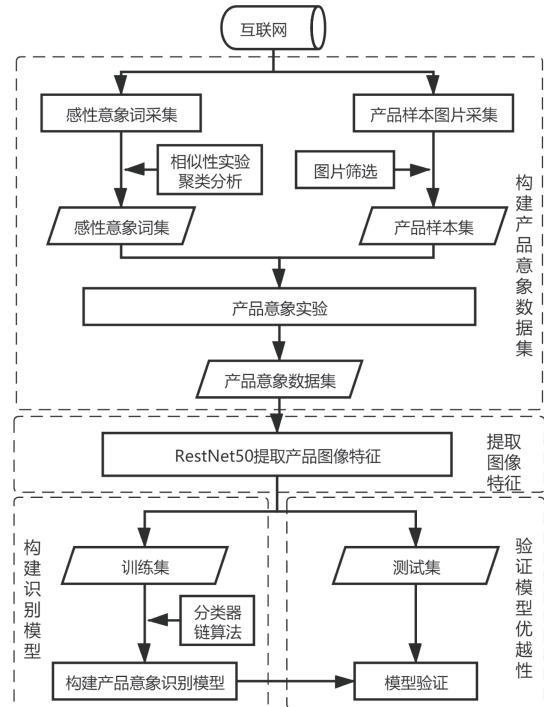 互联网
感性意象词采集
产品样本图片采集
相似性实验
聚类分析
图片筛选
感性意象词集
产品样本集
构建产品意象数据集
产品意象实验
产品意象数据集
RestNet50提取产品图像特征
提取
图像
特征
构建识别模型
训练集
测试集
验证模型优越性
分类器
链算法
构建产品意象识别模型
模型验证